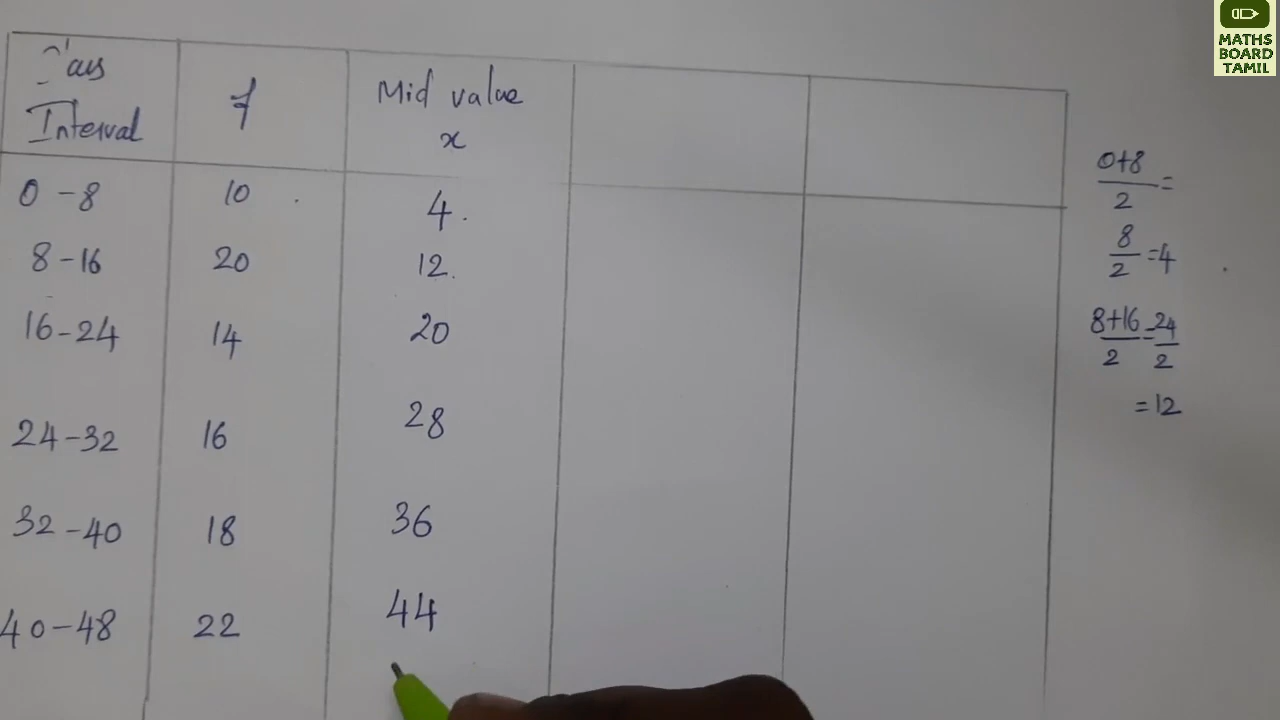 Class
Interval
f
Mid value
x
0 - 8 10 4
8 - 16 20 12
16 - 24 14 20
24 - 32 16 28
32 - 40 18 36
40 - 48 22 44
0+8
2
=
8
2
=4
8+16
2
=
24
2
=12
MATHS
BOARD
TAMIL